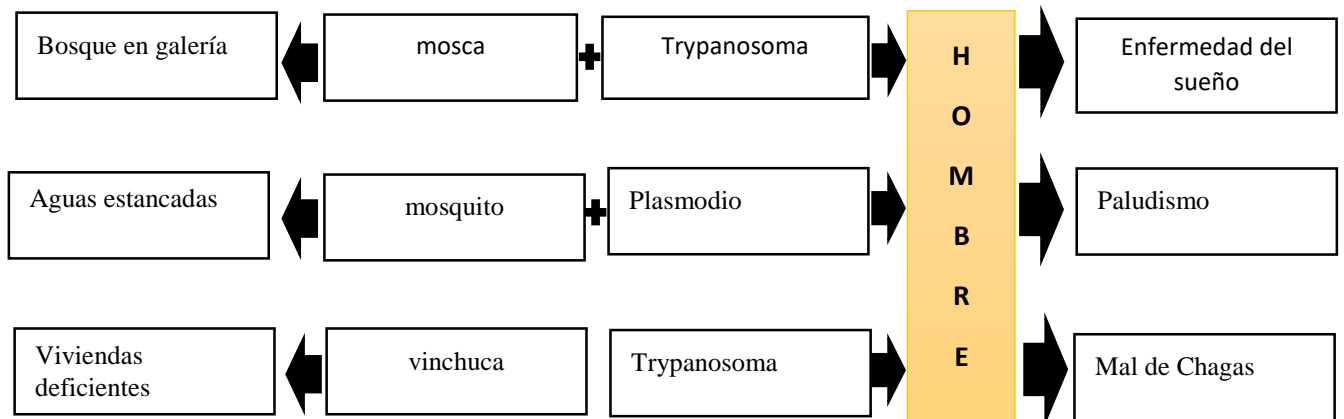 Bosque en galería
mosca
Trypanosoma
Enfermedad del
sueño
Aguas estancadas
mosquito
Plasmodio
Paludismo
Viviendas
deficientes
vinchuca
Trypanosoma
Mal de Chagas
H
O
M
B
R
E